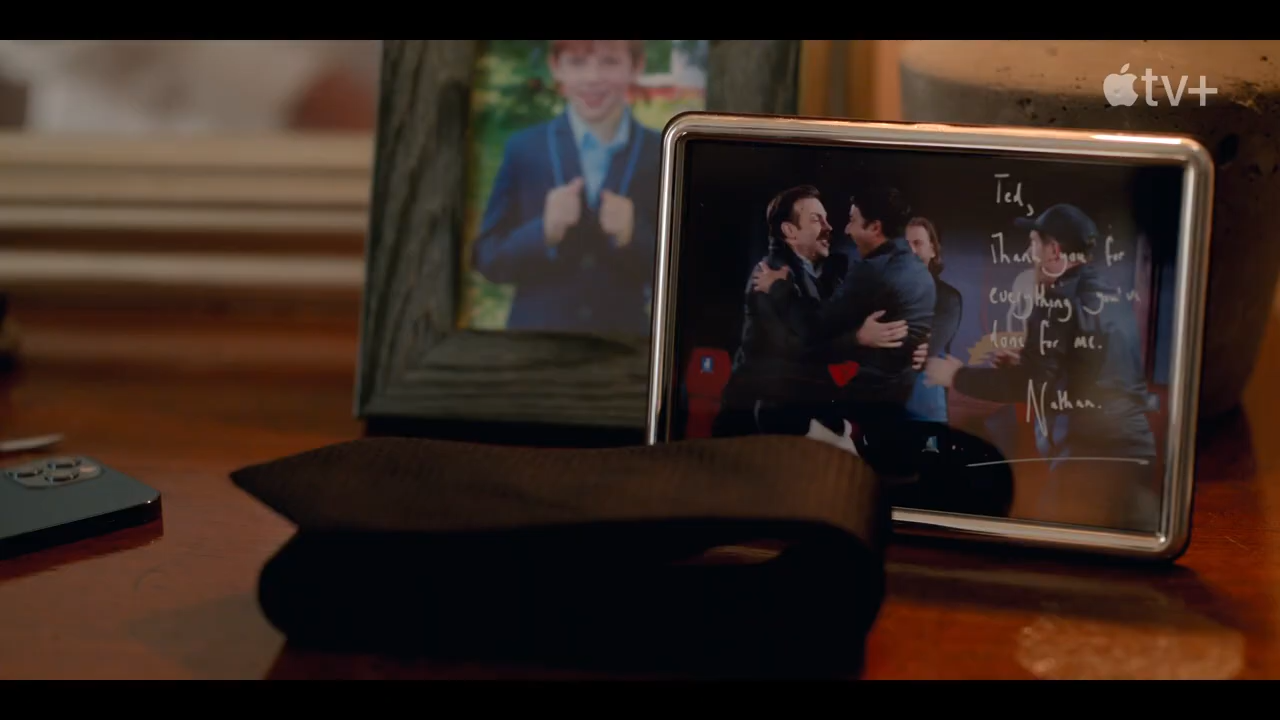 tv+
Ted,
Thank you for
everything you've
done for me.
Nathan.